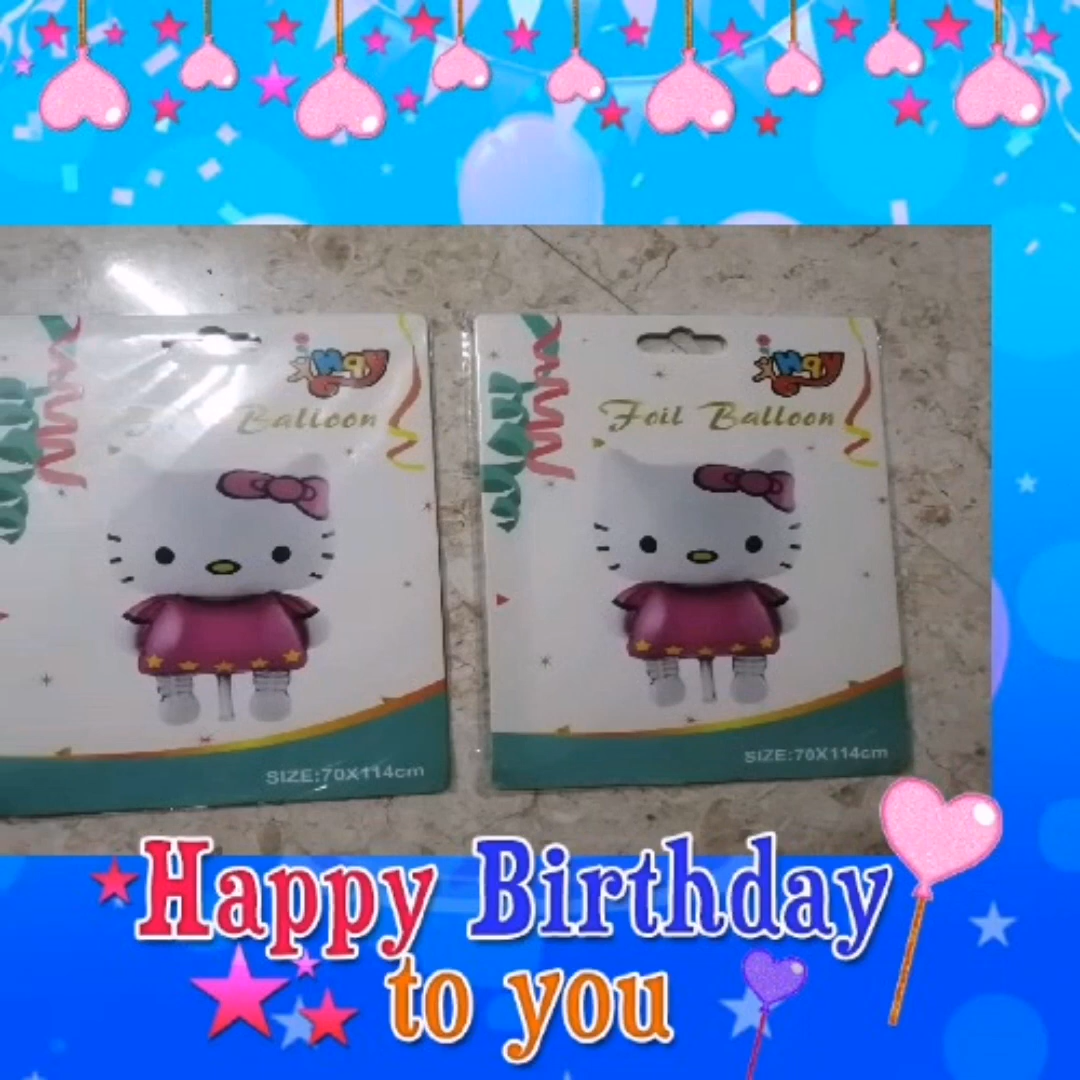 Balloon
Foil Balloon
SIZE:70X114cm
SIZE:70X114cm
Happy Birthday
to you